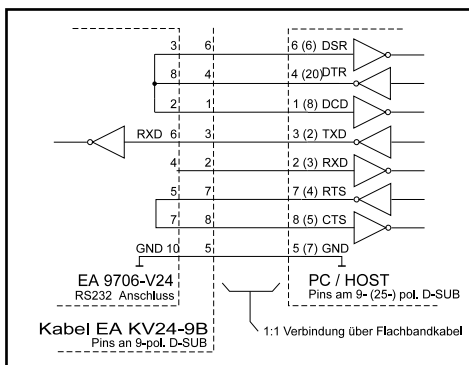 3 6 6 (6) DSR
8 4 4 (20) DTR
2 1 1 (8) DCD
RXD 6 3 3 (2) TXD
4 2 2 (3) RXD
5 7 7 (4) RTS
7 8 8 (5) CTS
GND 10 5 5 (7) GND
EA 9706-V24
RS232 Anschluss
PC / HOST
Pins am 9- (25-) pol. D-SUB
Kabel EA KV24-9B
Pins an 9-pol. D-SUB
1:1 Verbindung über Flachbandkabel